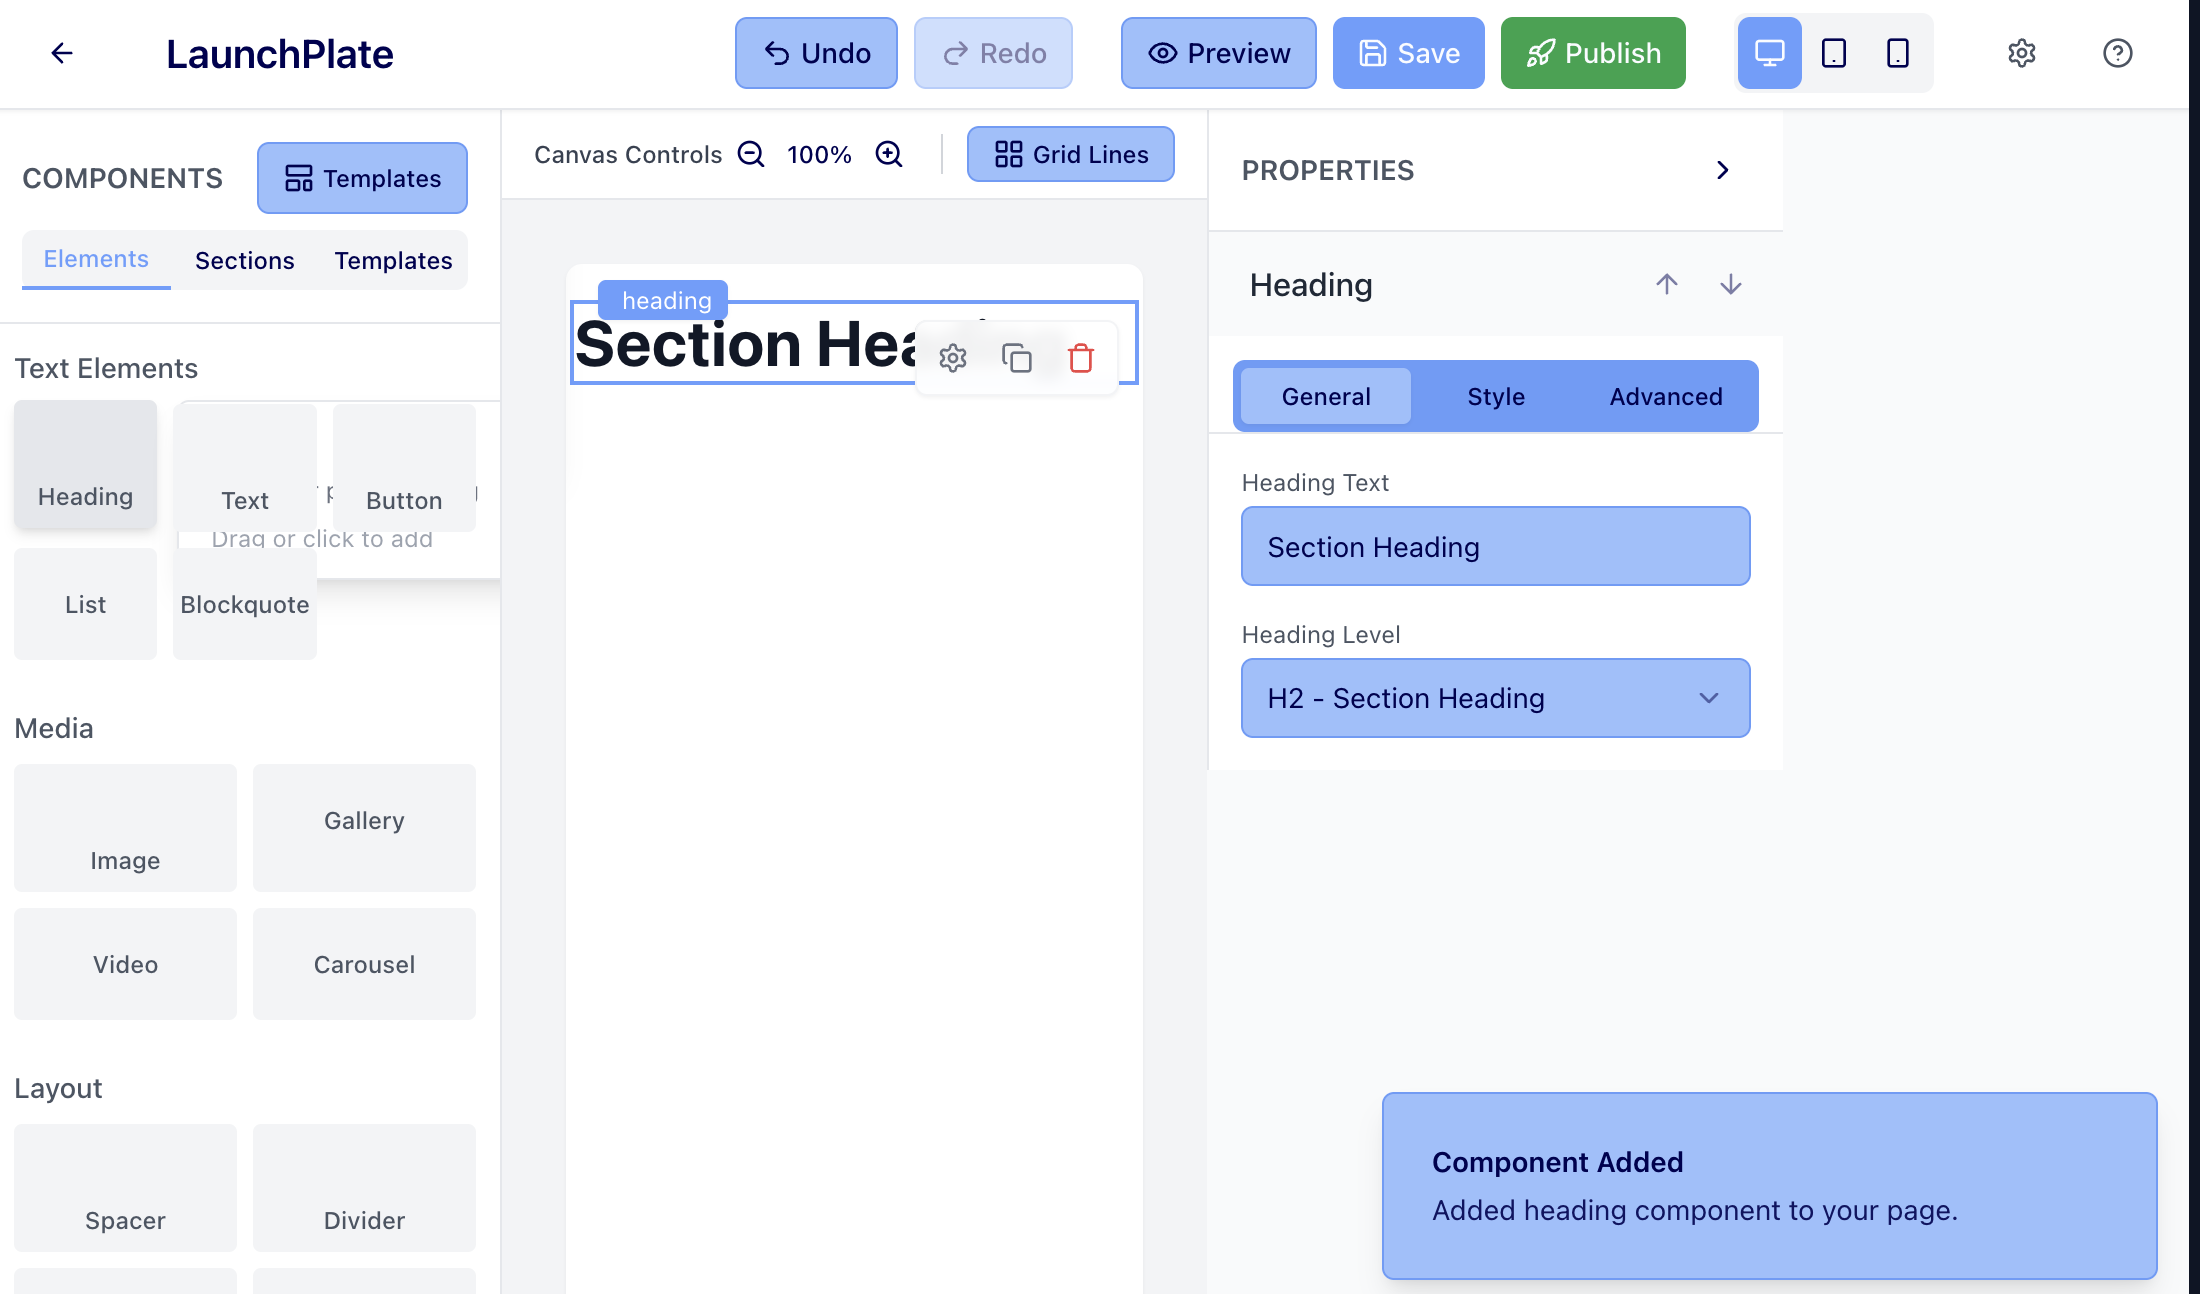 LaunchPlate
Undo
Redo
Preview
Save
Publish
COMPONENTS
Templates
Elements
Sections
Templates
Text Elements
Heading
Text
Button
Drag or click to add
List
Blockquote
Media
Image
Gallery
Video
Carousel
Layout
Spacer
Divider
Canvas Controls
100%
Grid Lines
heading
Section Hea
PROPERTIES
Heading
General
Style
Advanced
Heading Text
Section Heading
Heading Level
H2 - Section Heading
Component Added
Added heading component to your page.